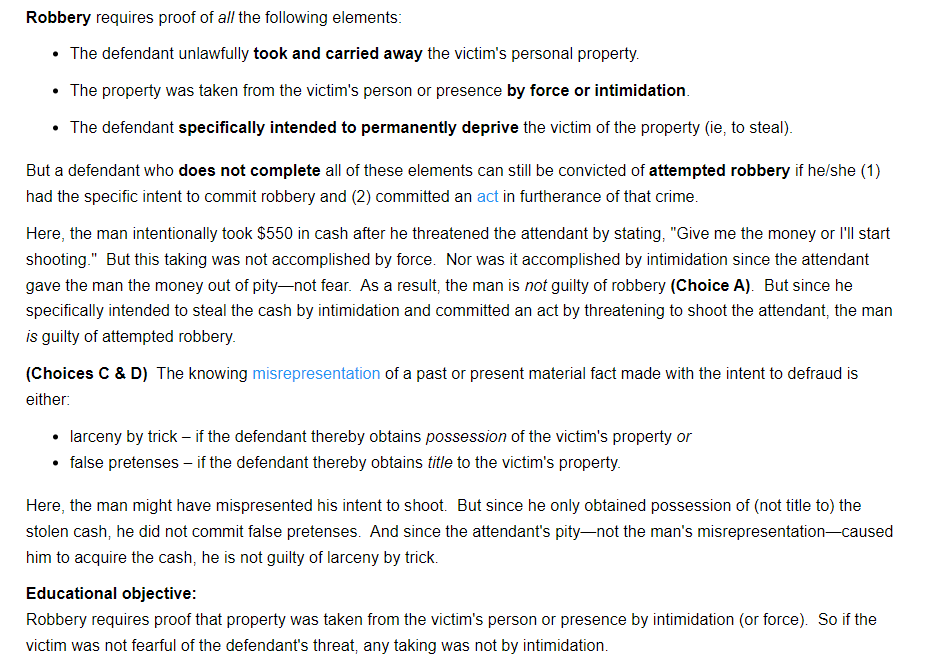 Robbery requires proof of all the following elements:
• The defendant unlawfully took and carried away the victim's personal property.
• The property was taken from the victim's person or presence by force or intimidation.
• The defendant specifically intended to permanently deprive the victim of the property (ie, to steal).
But a defendant who does not complete all of these elements can still be convicted of attempted robbery if he/she (1)
had the specific intent to commit robbery and (2) committed an act in furtherance of that crime.
Here, the man intentionally took $550 in cash after he threatened the attendant by stating, "Give me the money or I'll start
shooting."  But this taking was not accomplished by force.  Nor was it accomplished by intimidation since the attendant
gave the man the money out of pity—not fear.  As a result, the man is not guilty of robbery (Choice A).  But since he
specifically intended to steal the cash by intimidation and committed an act by threatening to shoot the attendant, the man
is guilty of attempted robbery.
(Choices C & D)  The knowing misrepresentation of a past or present material fact made with the intent to defraud is
either:
• larceny by trick – if the defendant thereby obtains possession of the victim's property or
• false pretenses – if the defendant thereby obtains title to the victim's property.
Here, the man might have mispresented his intent to shoot.  But since he only obtained possession of (not title to) the
stolen cash, he did not commit false pretenses.  And since the attendant's pity—not the man's misrepresentation—caused
him to acquire the cash, he is not guilty of larceny by trick.
Educational objective:
Robbery requires proof that property was taken from the victim's person or presence by intimidation (or force).  So if the
victim was not fearful of the defendant's threat, any taking was not by intimidation.